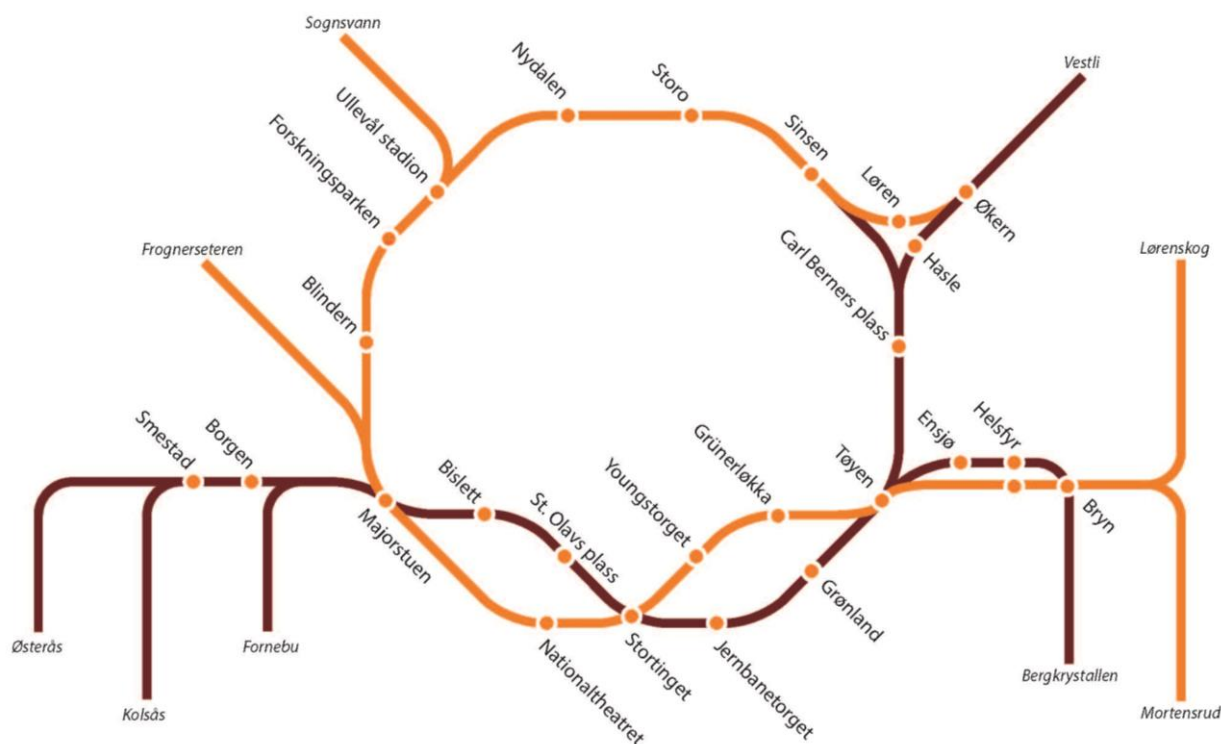 Sognsvann
Nydalen
Storo
Vestli
Ullevål stadion
Sinsen
Forskningsparken
Løren
Økern
Frognerseteren
Carl Berners plass
Hasle
Lørenskog
Blindern
Smestad
Borgen
Bislett
St. Olavs plass
Youngstorget
Grünerløkka
Tøyen
Ensjø
Helsfyr
Bryn
Majorstuen
Grønland
Østerås
Fornebu
Nationaltheatret
Stortinget
Jernbanetorget
Bergkrystallen
Kolsås
Mortensrud